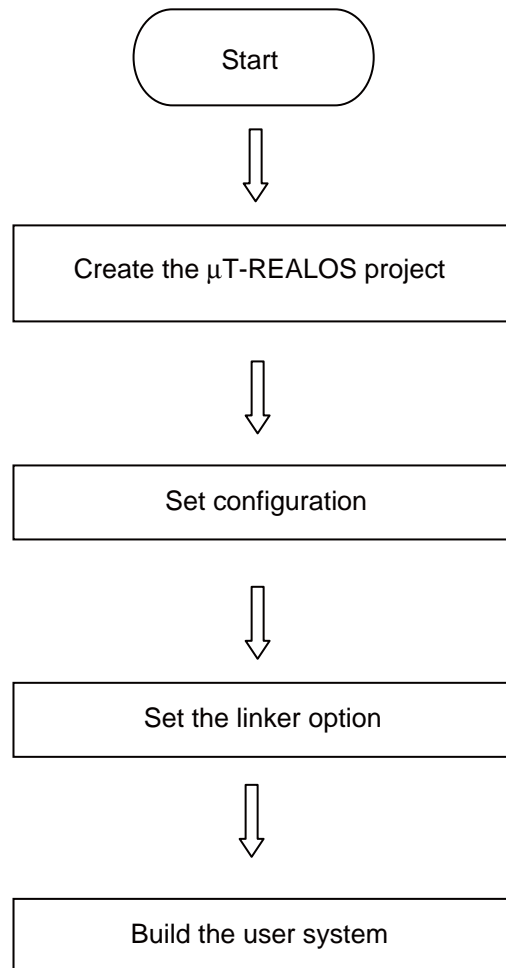 Start
Create the μT-REALOS project
Set configuration
Set the linker option
Build the user system